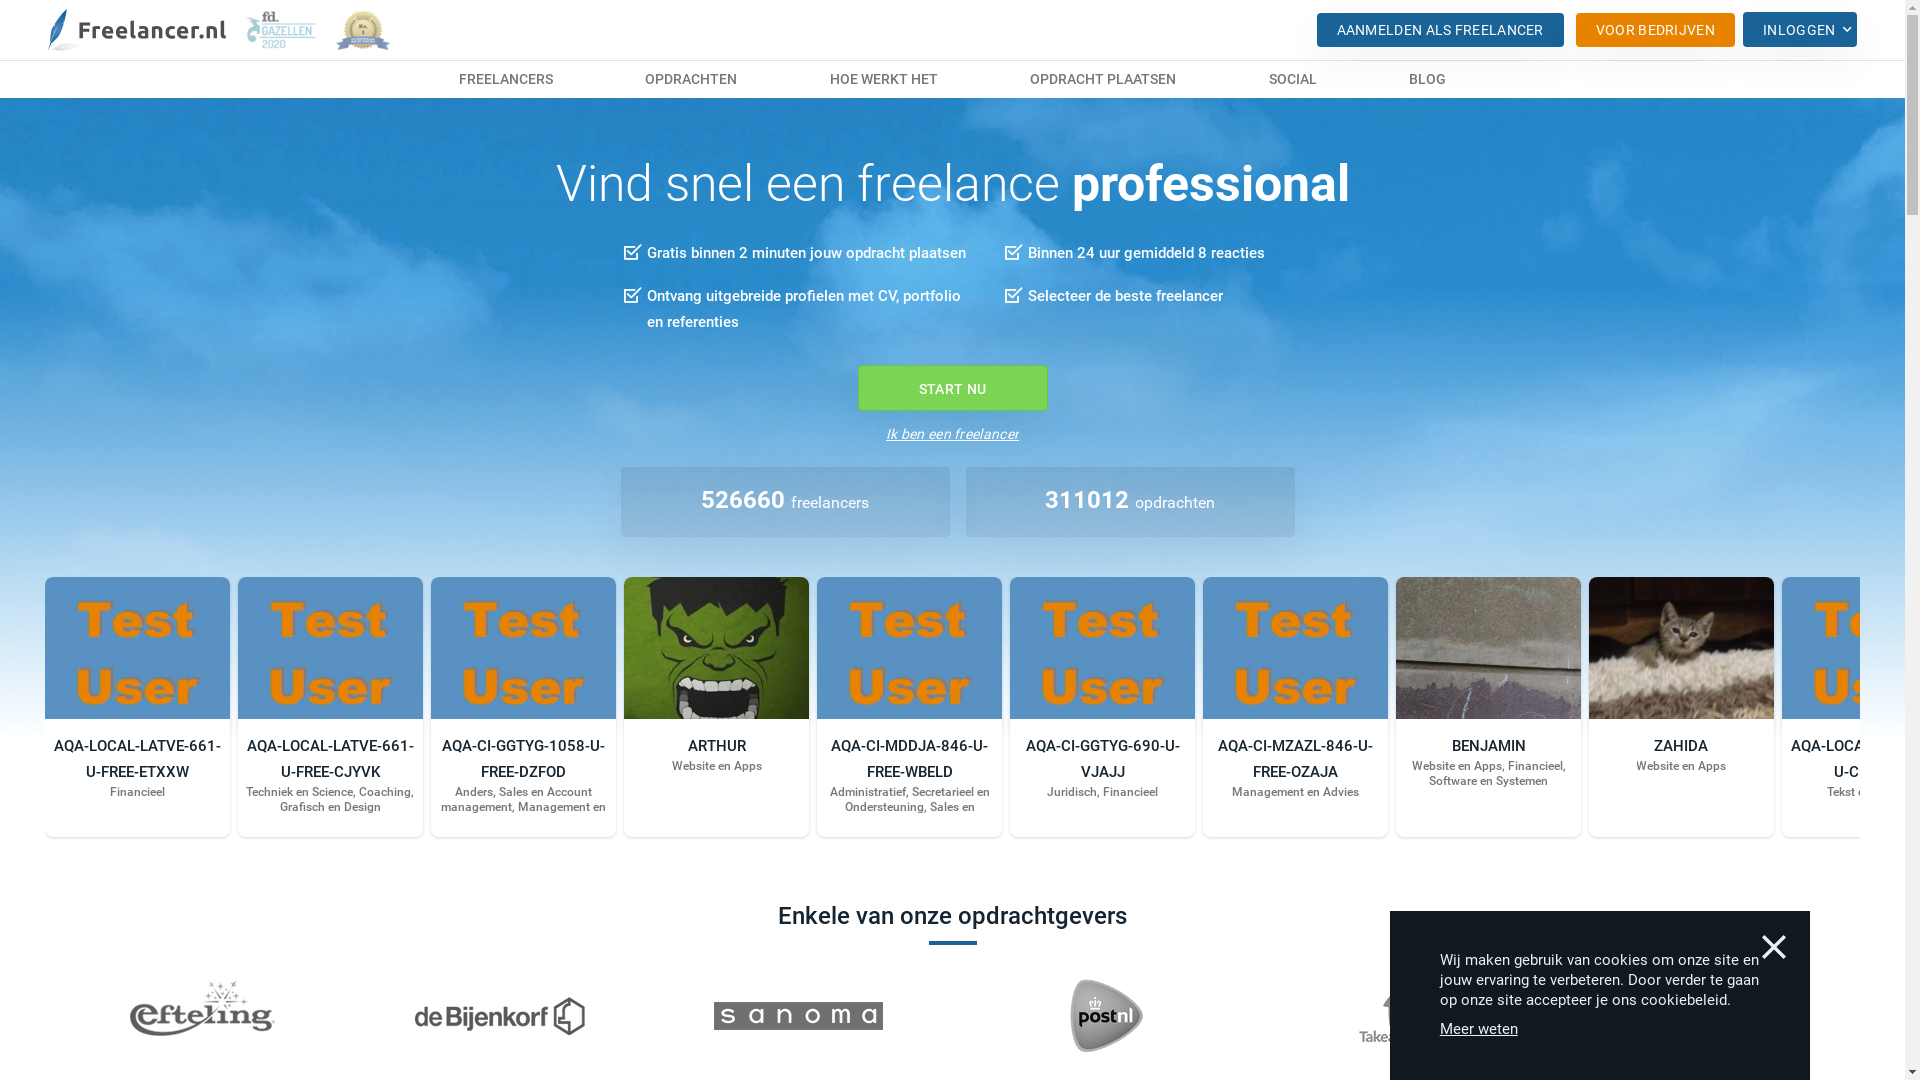 Freelancer.nl
fd.
GAZELLEN
2020
AANMELDEN ALS FREELANCER
VOOR BEDRIJVEN
INLOGGEN
FREELANCERS
OPDRACHTEN
HOE WERKT HET
OPDRACHT PLAATSEN
SOCIAL
BLOG
Vind snel een freelance professional
Gratis binnen 2 minuten jouw opdracht plaatsen
Binnen 24 uur gemiddeld 8 reacties
Ontvang uitgebreide profielen met CV, portfolio
en referenties
Selecteer de beste freelancer
START NU
Ik ben een freelancer
526660 freelancers
311012 opdrachten
Test
User
AQA-LOCAL-LATVE-661-
U-FREE-ETXXW
Financieel
Test
User
AQA-LOCAL-LATVE-661-
U-FREE-CJYVK
Techniek en Science, Coaching,
Grafisch en Design
Test
User
AQA-CI-GGTYG-1058-U-
FREE-DZFOD
Anders, Sales en Account
management, Management en
ARTHUR
Website en Apps
Test
User
AQA-CI-MDDJA-846-U-
FREE-WBELD
Administratief, Secretarieel en
Ondersteuning, Sales en
Test
User
AQA-CI-GGTYG-690-U-
VJAJJ
Juridisch, Financieel
Test
User
AQA-CI-MZAZL-846-U-
FREE-OZAJA
Management en Advies
BENJAMIN
Website en Apps, Financieel,
Software en Systemen
ZAHIDA
Website en Apps
Te
Us
AQA-LOCA
U-C
Tekst
Enkele van onze opdrachtgevers
efteling
de Bijenkorf
sanoma
postnl
Takea
Wij maken gebruik van cookies om onze site en
jouw ervaring te verbeteren. Door verder te gaan
op onze site accepteer je ons cookiebeleid.
Meer weten